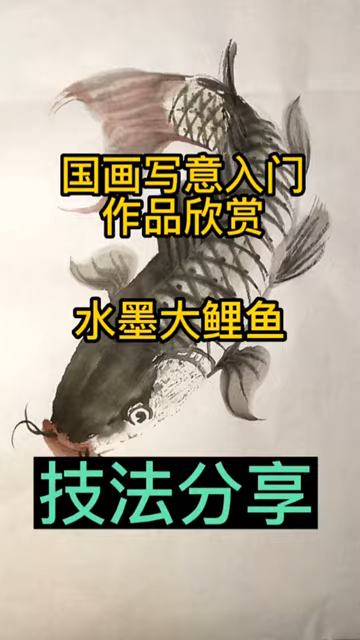 国画写意入门
作品欣赏
水墨大鲤鱼
技法分享